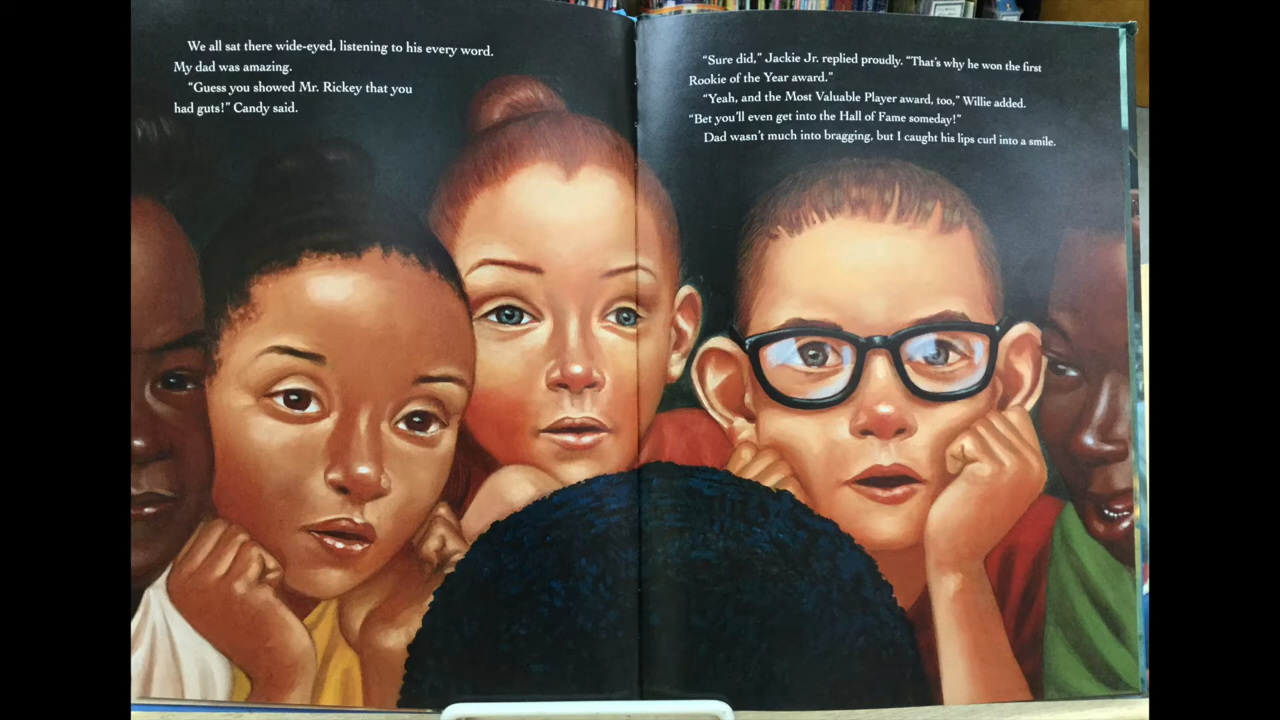 We all sat there wide-eyed, listening to his every word.
My dad was amazing.
“Guess you showed Mr. Rickey that you
had guts!” Candy said.
“Sure did,” Jackie Jr. replied proudly. “That’s why he won the first
Rookie of the Year award.”
“Yeah, and the Most Valuable Player award, too,” Willie added.
“Bet you’ll even get into the Hall of Fame someday!”
Dad wasn’t much into bragging, but I caught his lips curl into a smile.